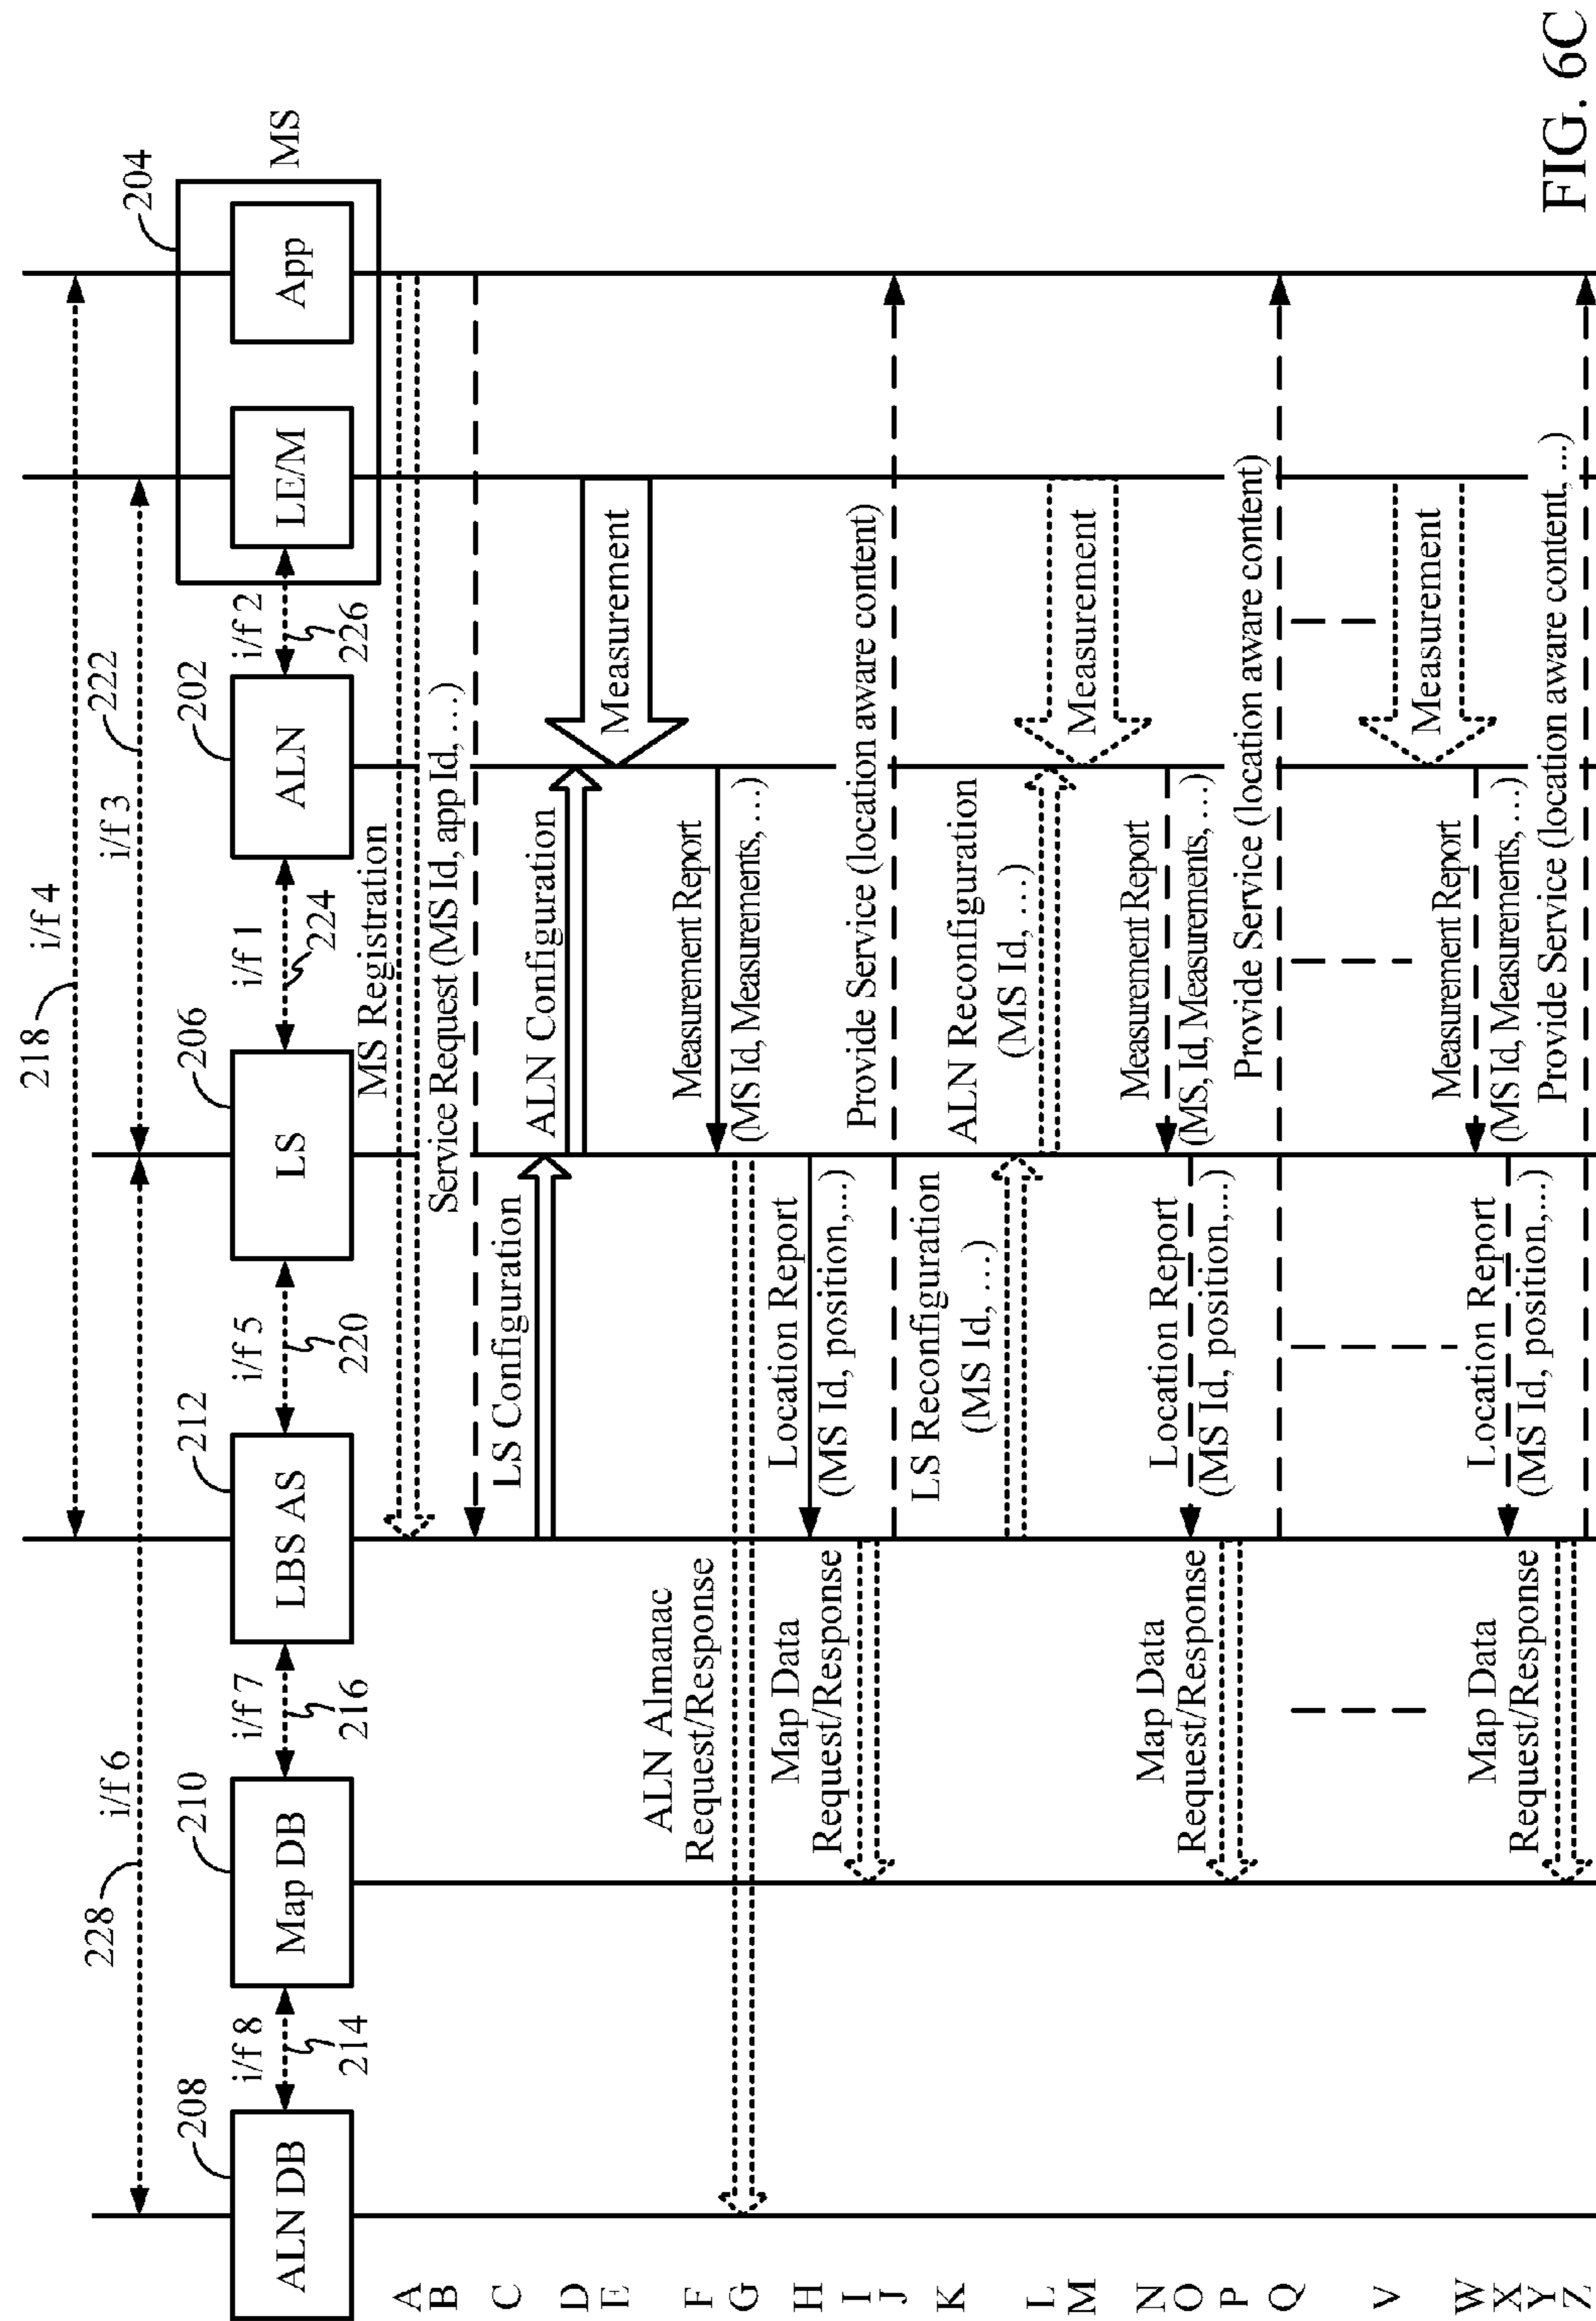 218
i/f 4
228
i/f 6
222
i/f 3
208
210
212
206
202
204
ALN DB
i/f 8
214
Map DB
i/f 7
216
LBS AS
i/f 5
220
LS
i/f 1
224
ALN
i/f 2
226
LE/M
App
MS
A
MS Registration
B
Service Request (MS Id, app Id, ...)
C
LS Configuration
D
ALN Configuration
E
Measurement
F
Measurement Report
(MS Id, Measurements, ...)
G
ALN Almanac
Request/Response
H
Location Report
(MS Id, position,...)
I
Map Data
Request/Response
J
Provide Service (location aware content)
K
LS Reconfiguration
(MS Id, ...)
L
ALN Reconfiguration
(MS Id, ...)
M
Measurement
N
Measurement Report
(MS, Id, Measurements, ...)
O
Location Report
(MS Id, position,...)
P
Map Data
Request/Response
Q
Provide Service (location aware content)
V
Measurement
W
Measurement Report
(MS Id, Measurements, ...)
X
Location Report
(MS Id, position,...)
Y
Map Data
Request/Response
Z
Provide Service (location aware content, ...)
FIG. 6C